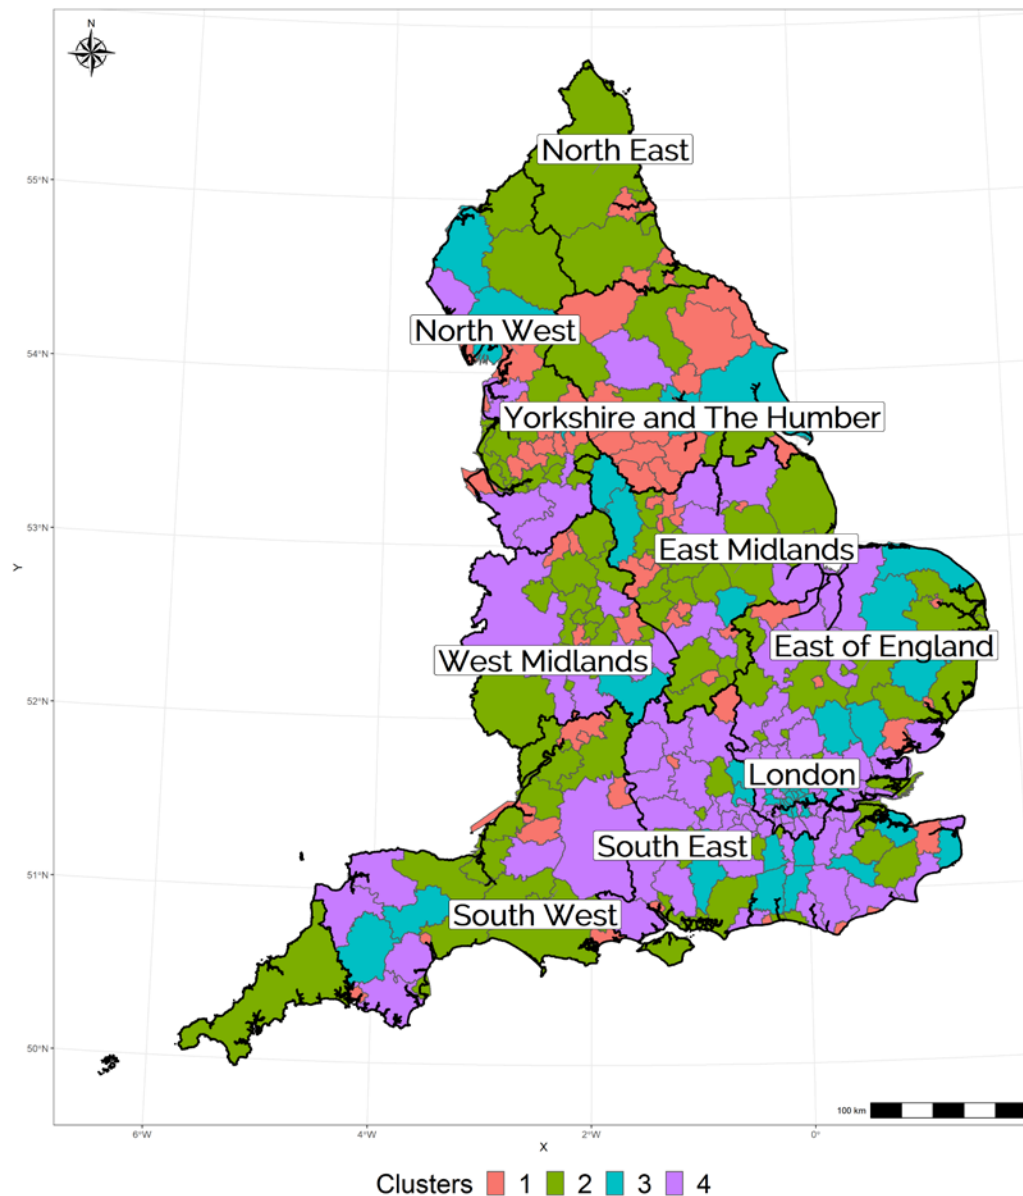 N
North East
55°N
North West
54°N
Yorkshire and The Humber
53°N
East Midlands
Y
East of England
West Midlands
52°N
London
South East
51°N
South West
50°N
100 km
6°W
4°W
2°W
0°
X
Clusters 1 2 3 4